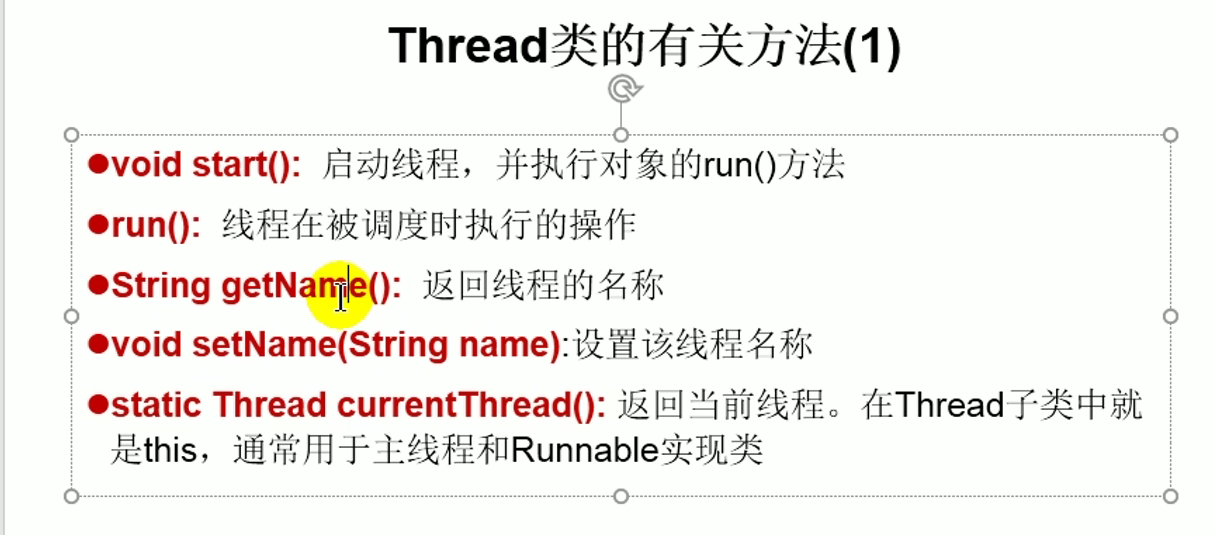 Thread类的有关方法(1)
●void start(): 启动线程，并执行对象的run()方法
●run(): 线程在被调度时执行的操作
●String getName(): 返回线程的名称
●void setName(String name):设置该线程名称
●static Thread currentThread(): 返回当前线程。在Thread子类中就
是this，通常用于主线程和Runnable实现类